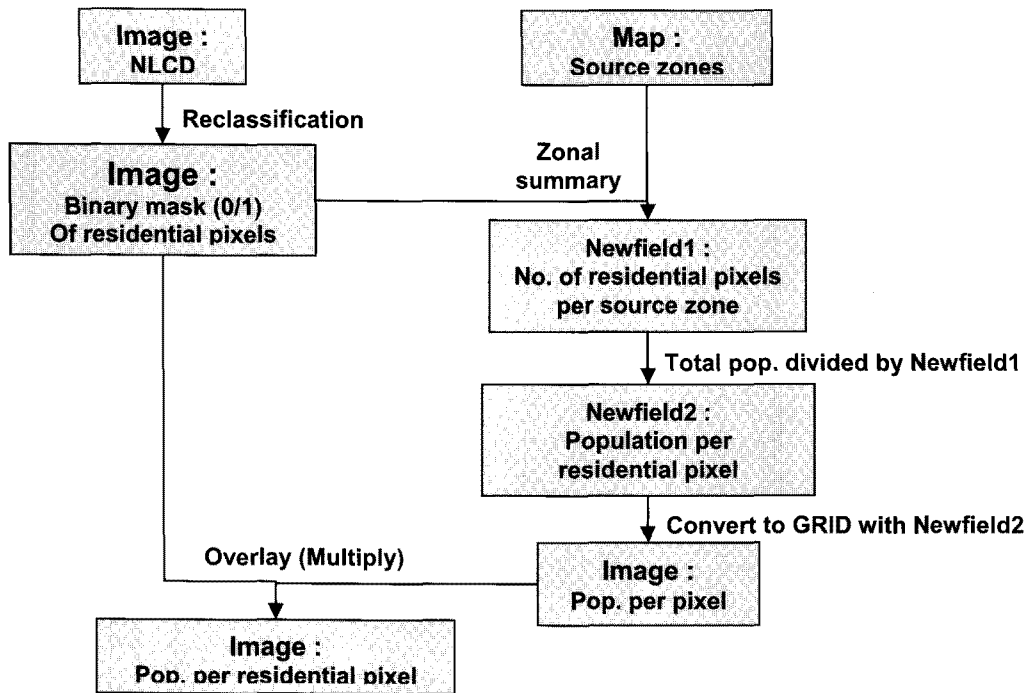 Image :
NLCD
Map :
Source zones
Reclassification
Zonal
summary
Image :
Binary mask (0/1)
Of residential pixels
Newfield1 :
No. of residential pixels
per source zone
Total pop. divided by Newfield1
Newfield2 :
Population per
residential pixel
Convert to GRID with Newfield2
Overlay (Multiply)
Image :
Pop. per pixel
Image :
Pop. per residential pixel